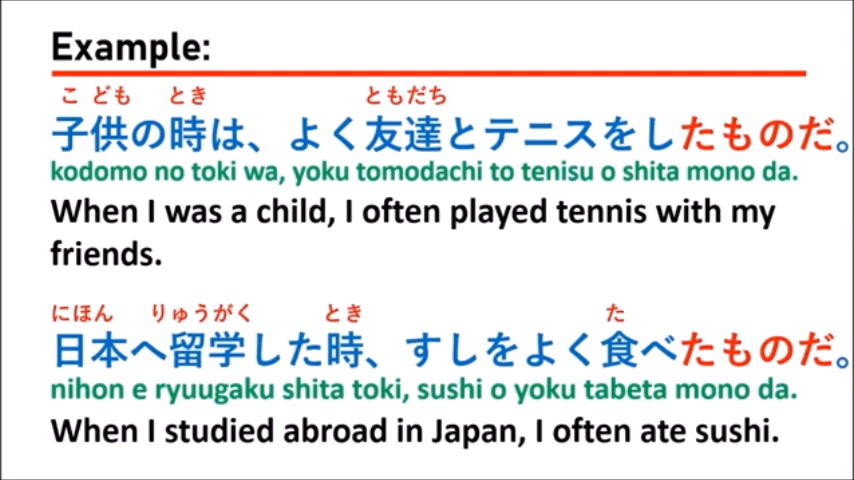 Example:
こ ども とき ともだち
子供の時は、よく友達とテニスをしたものだ。
kodomo no toki wa, yoku tomodachi to tenisu o shita mono da.
When I was a child, I often played tennis with my
friends.
にほん りゅうがく とき た
日本へ留学した時、すしをよく食べたものだ。
nihon e ryuugaku shita toki, sushi o yoku tabeta mono da.
When I studied abroad in Japan, I often ate sushi.